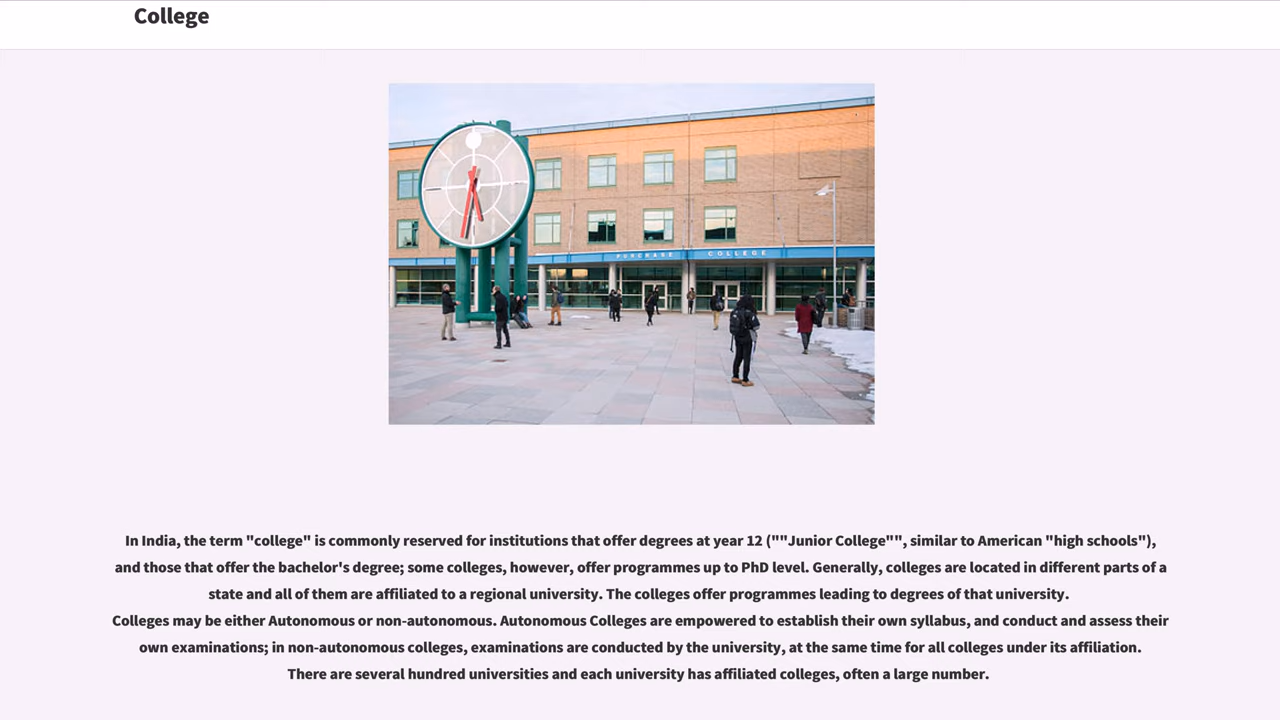 College
PURCHASE COLLEGE
In India, the term "college" is commonly reserved for institutions that offer degrees at year 12 (""Junior College"", similar to American "high schools"),
and those that offer the bachelor's degree; some colleges, however, offer programmes up to PhD level. Generally, colleges are located in different parts of a
state and all of them are affiliated to a regional university. The colleges offer programmes leading to degrees of that university.
Colleges may be either Autonomous or non-autonomous. Autonomous Colleges are empowered to establish their own syllabus, and conduct and assess their
own examinations; in non-autonomous colleges, examinations are conducted by the university, at the same time for all colleges under its affiliation.
There are several hundred universities and each university has affiliated colleges, often a large number.